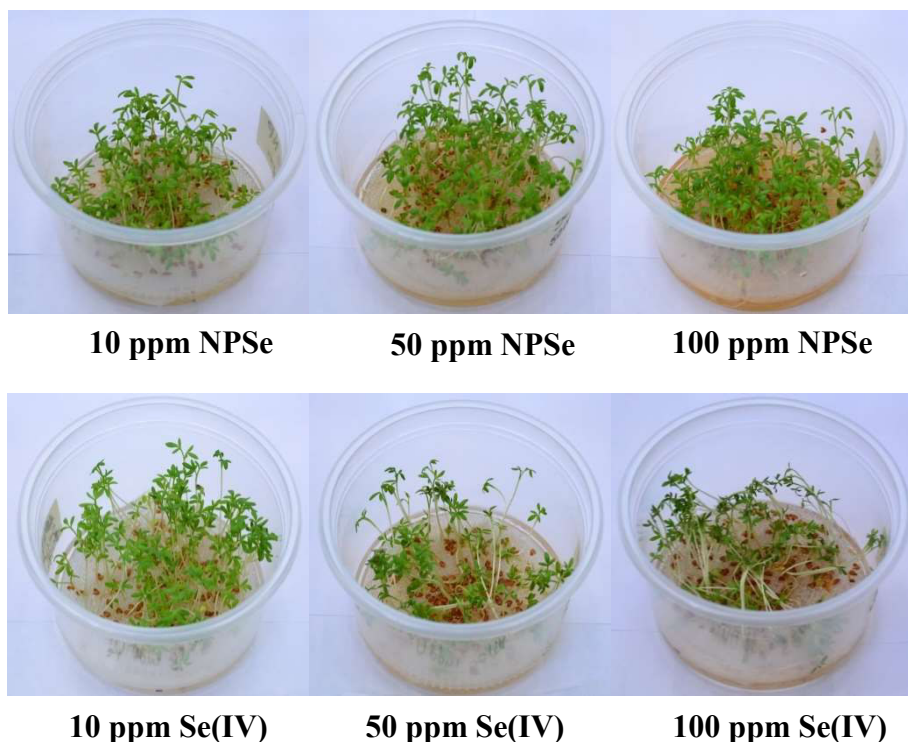 10 ppm NPSe
50 ppm NPSe
100 ppm NPSe
10 ppm Se(IV)
50 ppm Se(IV)
100 ppm Se(IV)